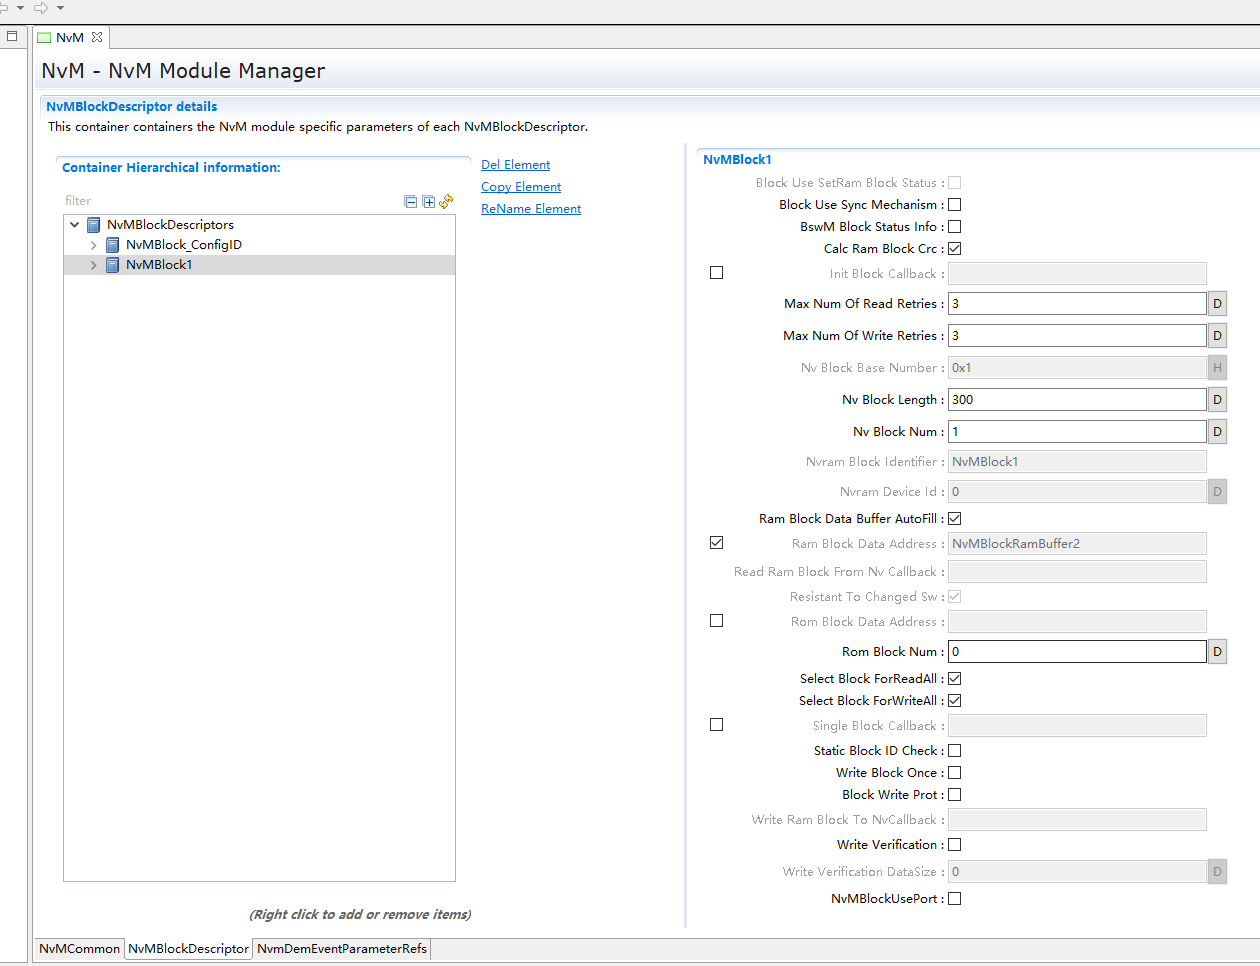 NvM
NvM - NvM Module Manager
NvMBlockDescriptor details
This container containers the NvM module specific parameters of each NvMBlockDescriptor.
Container Hierarchical information:
filter
NvMBlockDescriptors
NvMBlock_ConfigID
NvMBlock1
(Right click to add or remove items)
Del Element
Copy Element
ReName Element
NvMBlock1
Block Use SetRam Block Status :
Block Use Sync Mechanism :
BswM Block Status Info :
Calc Ram Block Crc :
Init Block Callback :
Max Num Of Read Retries : 3 D
Max Num Of Write Retries : 3 D
Nv Block Base Number : 0x1 H
Nv Block Length : 300 D
Nv Block Num : 1 D
Nvram Block Identifier : NvMBlock1
Nvram Device Id : 0 D
Ram Block Data Buffer AutoFill :
Ram Block Data Address : NvMBlockRamBuffer2
Read Ram Block From Nv Callback :
Resistant To Changed Sw :
Rom Block Data Address :
Rom Block Num : 0 D
Select Block ForReadAll :
Select Block ForWriteAll :
Single Block Callback :
Static Block ID Check :
Write Block Once :
Block Write Prot :
Write Ram Block To NvCallback :
Write Verification :
Write Verification DataSize : 0 D
NvMBlockUsePort :
NvMCommon NvMBlockDescriptor NvmDemEventParameterRefs